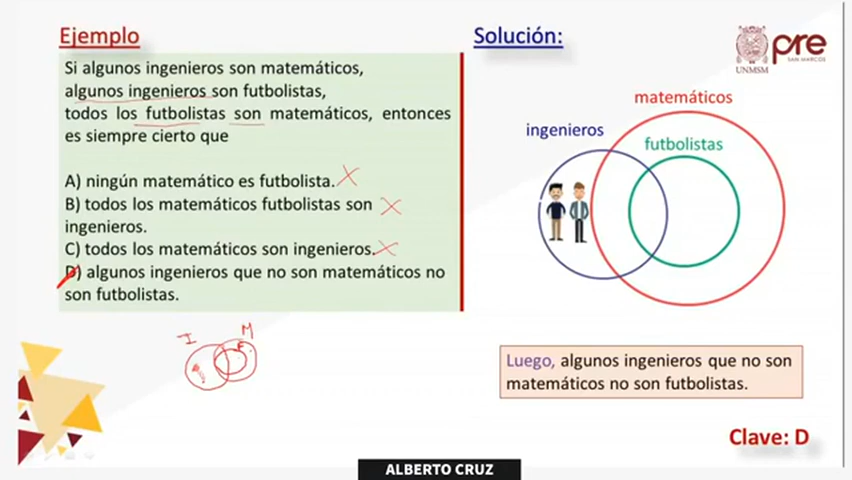 Ejemplo
Si algunos ingenieros son matemáticos,
algunos ingenieros son futbolistas,
todos los futbolistas son matemáticos, entonces
es siempre cierto que
A) ningún matemático es futbolista.
B) todos los matemáticos futbolistas son
ingenieros.
C) todos los matemáticos son ingenieros.
D) algunos ingenieros que no son matemáticos no
son futbolistas.
I
M
F
Solución:
UNMSM
pre
SAN MARCOS
matemáticos
ingenieros
futbolistas
Luego, algunos ingenieros que no son
matemáticos no son futbolistas.
Clave: D
ALBERTO CRUZ